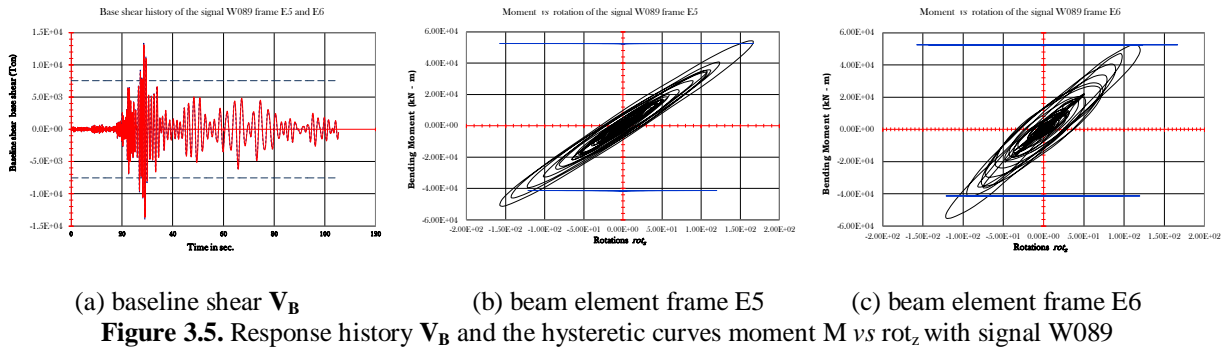 Base shear history of the signal W089 frame E5 and E6
1.5E+04
1.0E+04
5.0E+03
0.0E+00
-5.0E+03
-1.0E+04
-1.5E+04
0
20
40
60
80
100
120
Baseline shear base shear (Ton)
Time in sec.
Moment vs rotation of the signal W089 frame E5
6.00E+04
4.00E+04
2.00E+04
0.00E+00
-2.00E+04
-4.00E+04
-6.00E+04
-2.00E+02
-1.50E+02
-1.00E+02
-5.00E+01
0.00E+00
5.00E+01
1.00E+02
1.50E+02
2.00E+02
Bending Moment (kN - m)
Rotations rotz
Moment vs rotation of the signal W089 frame E6
6.00E+04
4.00E+04
2.00E+04
0.00E+00
-2.00E+04
-4.00E+04
-6.00E+04
-2.00E+02
-1.50E+02
-1.00E+02
-5.00E+01
0.00E+00
5.00E+01
1.00E+02
1.50E+02
2.00E+02
Bending Moment (kN - m)
Rotations rotz
(a) baseline shear VB
(b) beam element frame E5
(c) beam element frame E6
Figure 3.5. Response history VB and the hysteretic curves moment M vs rotz with signal W089